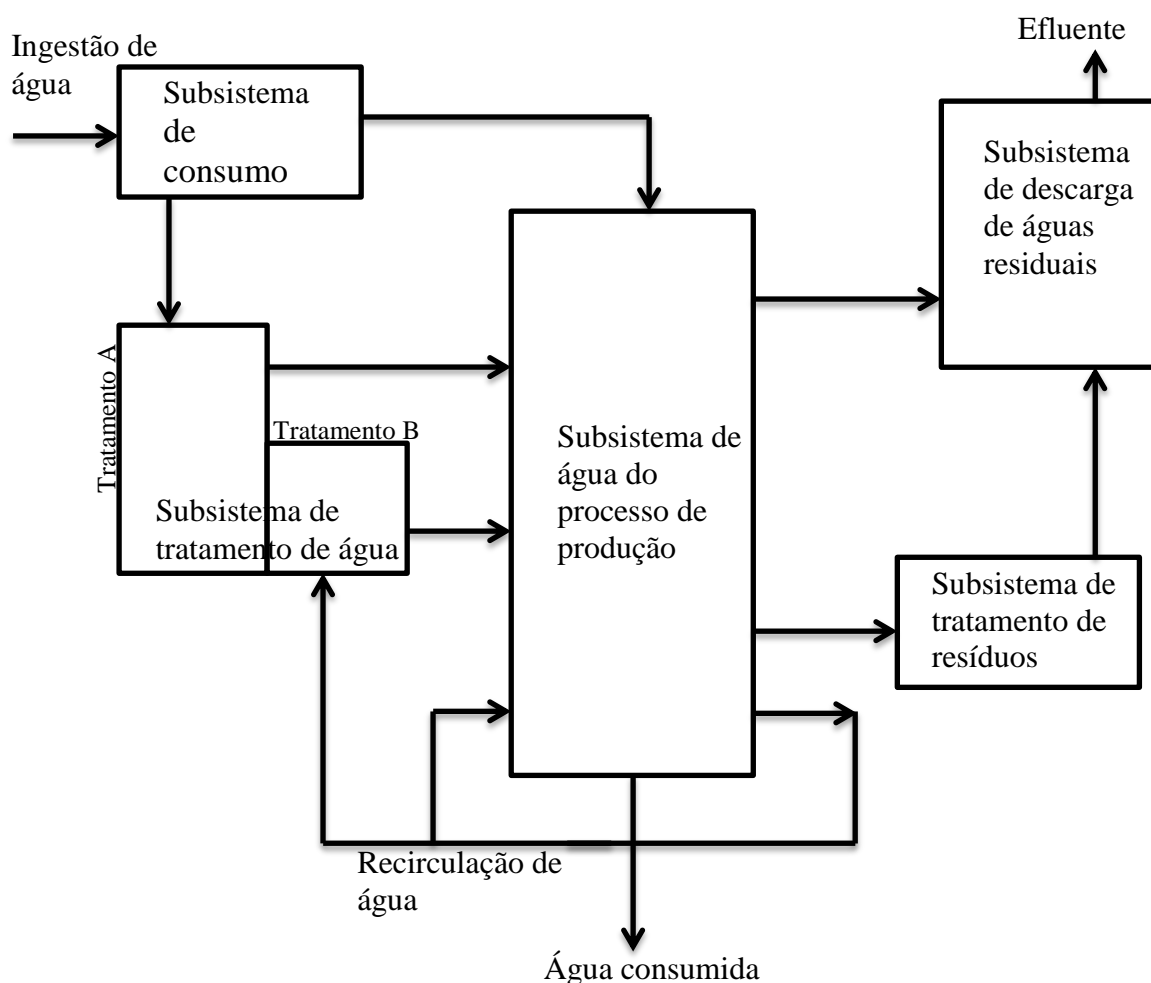 Ingestão de
água
Subsistema
de
consumo
Efluente
Subsistema
de descarga
de águas
residuais
Tratamento A
Tratamento B
Subsistema de
tratamento de água
Subsistema de
água do
processo de
produção
Subsistema de
tratamento de
resíduos
Recirculação de
água
Água consumida